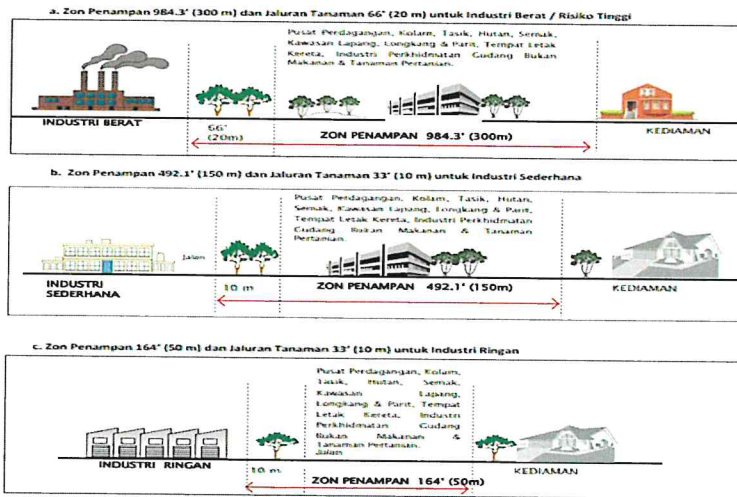 a. Zon Penampan 984.3' (300 m) dan Jaluran Tanaman 66' (20 m) untuk Industri Berat / Risiko Tinggi
Pusat Perdagangan, Kolam, Tasik, Hutan, Semak,
Kawasan Lapang, Longkang & Parit, Tempat Letak
Kereta, Industri Perkhidmatan Gudang Bukan
Makanan & Tanaman Pertanian.
INDUSTRI BERAT
66'
(20m)
ZON PENAMPAN 984.3' (300m)
KEDIAMAN
b. Zon Penampan 492.1' (150 m) dan Jaluran Tanaman 33' (10 m) untuk Industri Sederhana
Pusat Perdagangan, Kolam, Tasik, Hutan,
Semak, Kawasan Lapang, Longkang & Parit,
Tempat Letak Kereta, Industri Perkhidmatan
Gudang Bukan Makanan & Tanaman
Pertanian.
Jalan
INDUSTRI
SEDERHANA
10 m
ZON PENAMPAN 492.1' (150m)
KEDIAMAN
c. Zon Penampan 164' (50 m) dan Jaluran Tanaman 33' (10 m) untuk Industri Ringan
Pusat Perdagangan, Kolam,
Tasik, Hutan, Semak,
Kawasan Lapang,
Longkang & Parit, Tempat
Letak Kereta, Industri
Perkhidmatan Gudang
Bukan Makanan &
Tanaman Pertanian.
Jalan
INDUSTRI RINGAN
10 m
ZON PENAMPAN 164' (50m)
KEDIAMAN